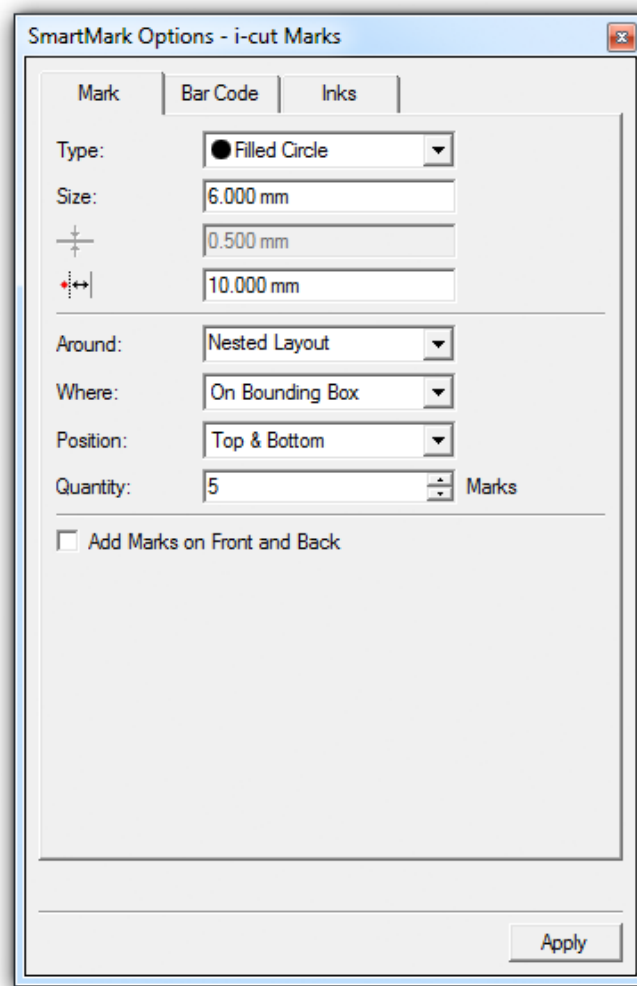 SmartMark Options - i-cut Marks
Mark Bar Code Inks
Type: Filled Circle
Size: 6.000 mm
0.500 mm
10.000 mm
Around: Nested Layout
Where: On Bounding Box
Position: Top & Bottom
Quantity: 5 Marks
Add Marks on Front and Back
Apply